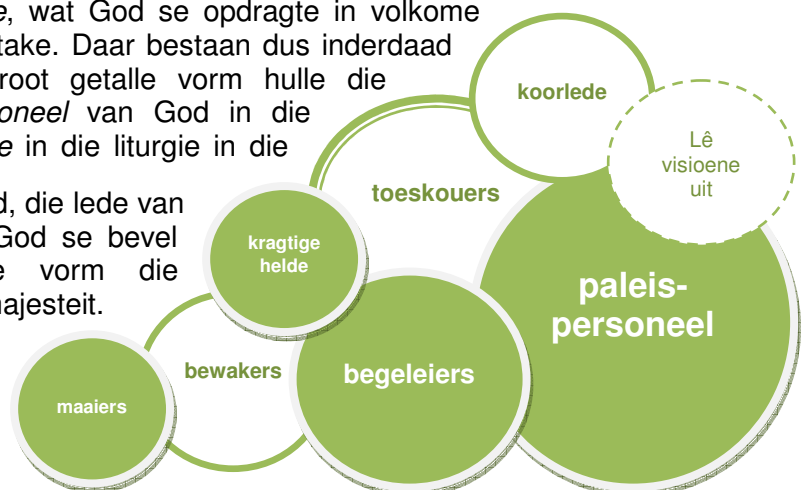 e, wat God se opdragte in volkome
take. Daar bestaan dus inderdaad
root getalle vorm hulle die
oneel van God in die
e in die liturgie in die
d, die lede van
God se bevel
e vorm die
majesteit.
koorlede
Lê
visioene
uit
toeskouers
kragtige
helde
paleis-
personeel
bewakers
begeleiers
maaiers